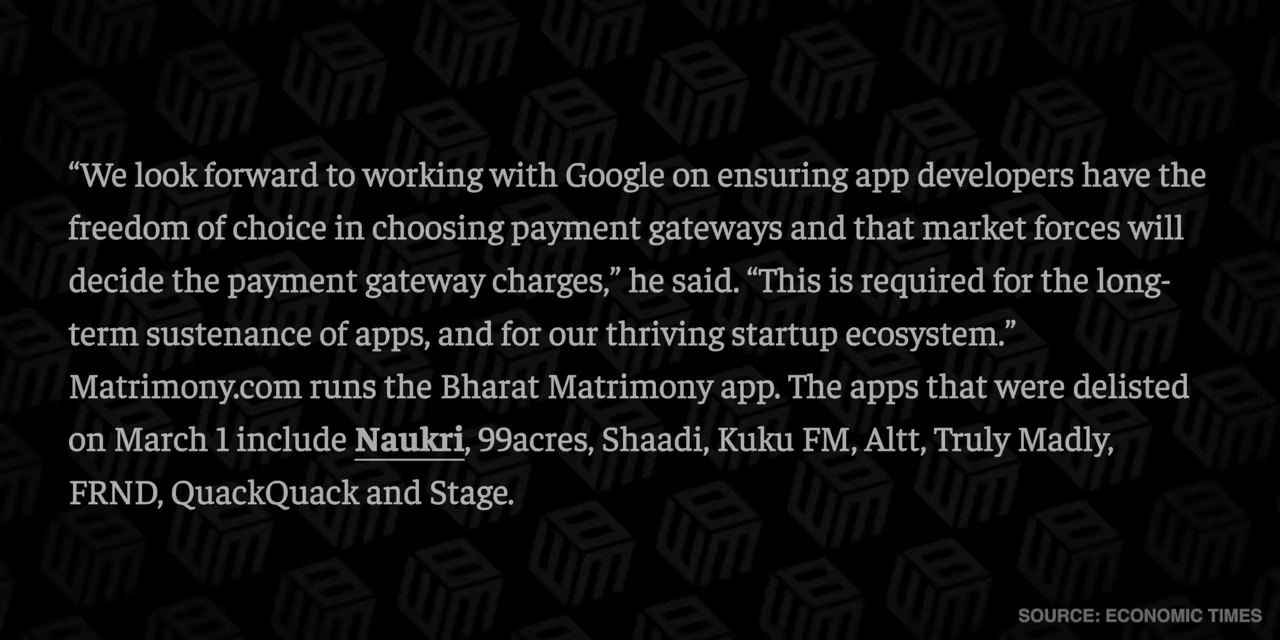 “We look forward to working with Google on ensuring app developers have the
freedom of choice in choosing payment gateways and that market forces will
decide the payment gateway charges,” he said. “This is required for the long-
term sustenance of apps, and for our thriving startup ecosystem.”
Matrimony.com runs the Bharat Matrimony app. The apps that were delisted
on March 1 include Naukri, 99acres, Shaadi, Kuku FM, Altt, Truly Madly,
FRND, QuackQuack and Stage.
SOURCE: ECONOMIC TIMES